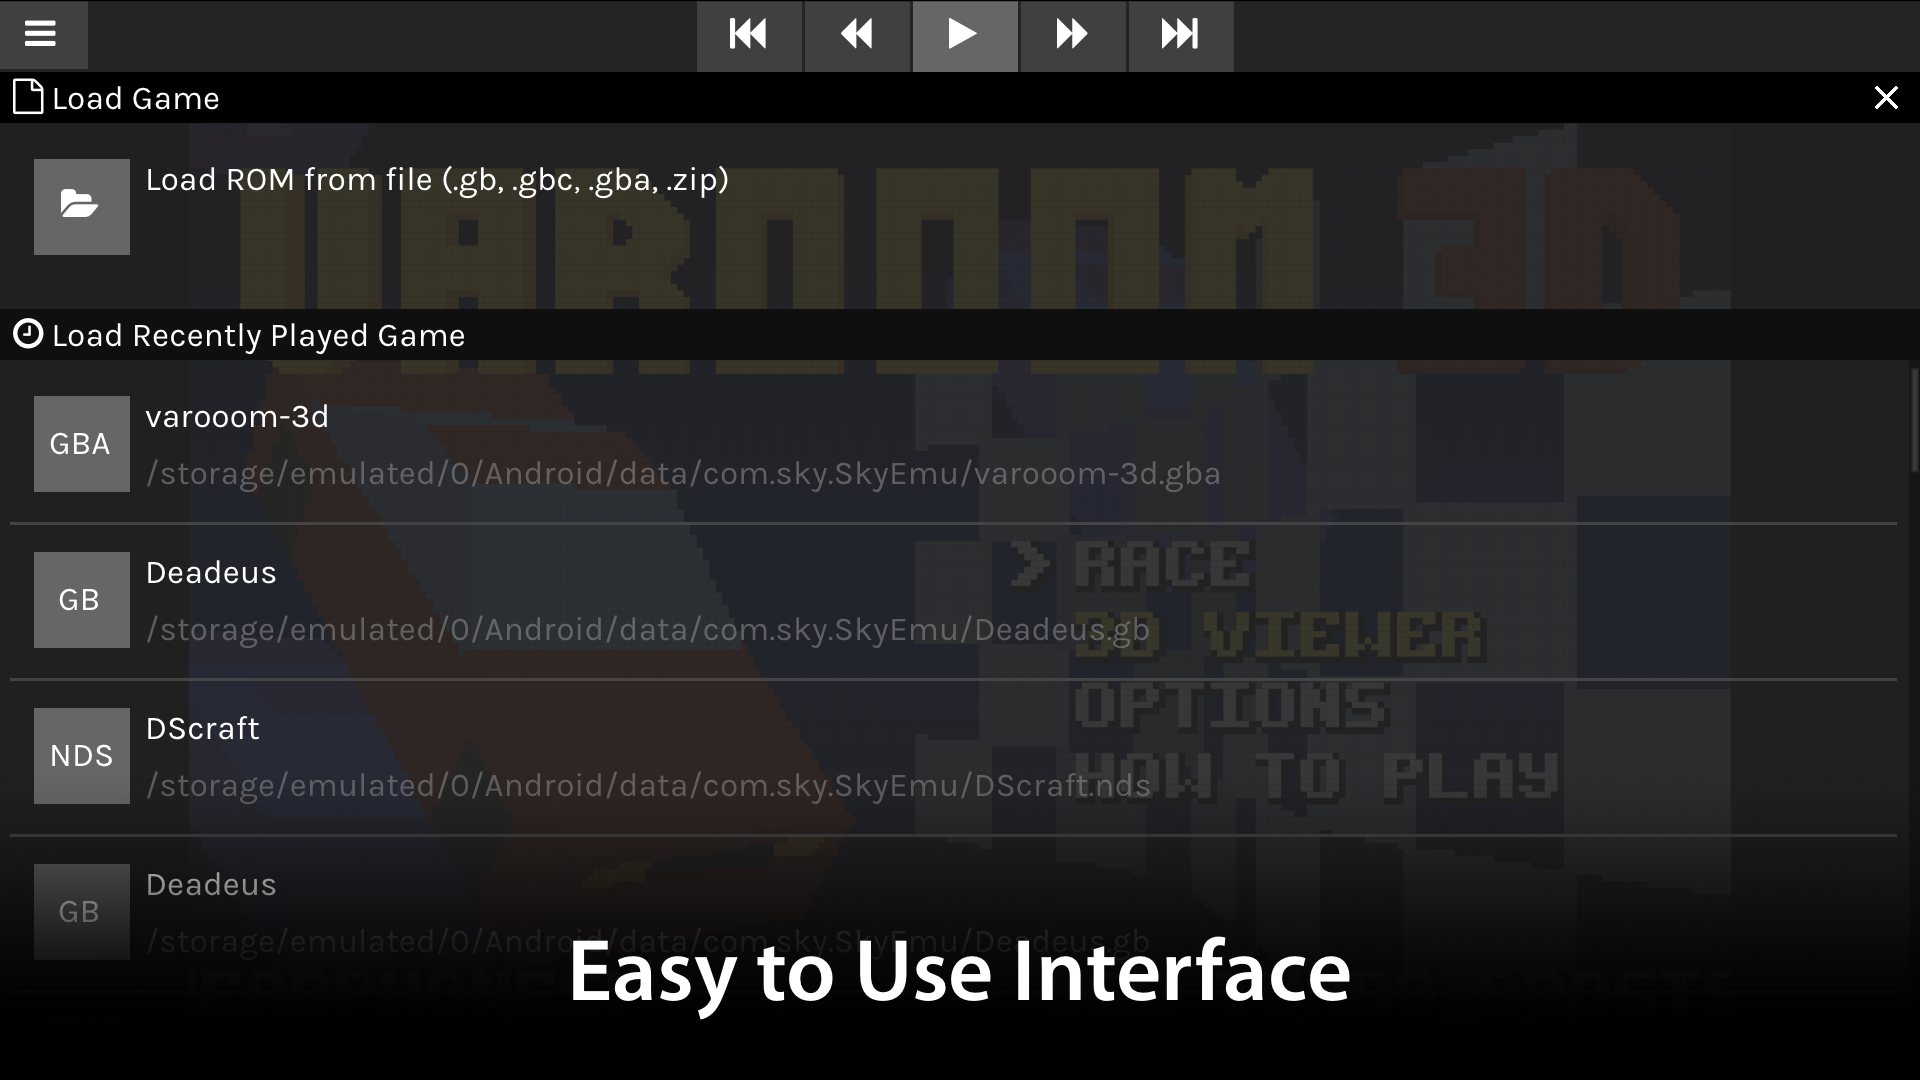 Load Game
Load ROM from file (.gb, .gbc, .gba, .zip)
VAROOOM 3D
Load Recently Played Game
GBA
varooom-3d
/storage/emulated/0/Android/data/com.sky.SkyEmu/varooom-3d.gba
> RACE
GB
Deadeus
/storage/emulated/0/Android/data/com.sky.SkyEmu/Deadeus.gb
3D VIEWER
OPTIONS
NDS
DScraft
/storage/emulated/0/Android/data/com.sky.SkyEmu/DScraft.nds
HOW TO PLAY
GB
Deadeus
/storage/emulated/0/Android/data/com.sky.SkyEmu/Deadeus.gb
Easy to Use Interface